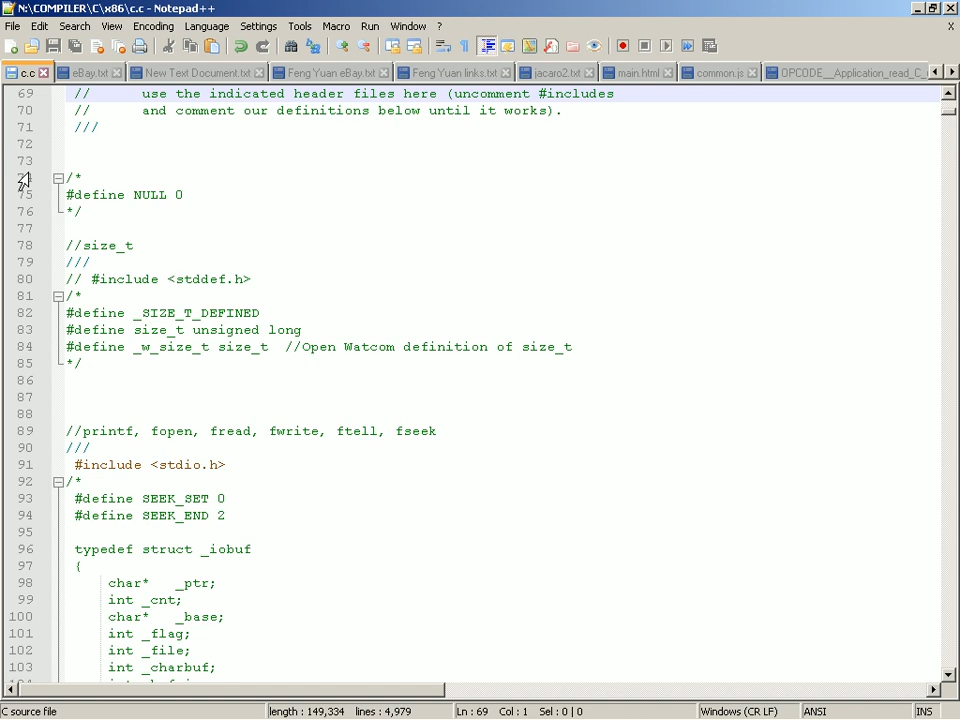 N:\COMPILER\C\x86\c.c - Notepad++
File Edit Search View Encoding Language Settings Tools Macro Run Window ? X
c.c eBay.txt New Text Document.txt Feng Yuan eBay.txt Feng Yuan links.txt jacaro2.txt main.html common.js OPCODE__Application_read_C_
69 // use the indicated header files here (uncomment #includes
70 // and comment our definitions below until it works).
71 ///
72
73
74 /*
75 #define NULL 0
76 */
77
78 //size_t
79 ///
80 // #include <stddef.h>
81 /*
82 #define _SIZE_T_DEFINED
83 #define size_t unsigned long
84 #define _w_size_t size_t //Open Watcom definition of size_t
85 */
86
87
88
89 //printf, fopen, fread, fwrite, ftell, fseek
90 ///
91 #include <stdio.h>
92 /*
93 #define SEEK_SET 0
94 #define SEEK_END 2
95
96 typedef struct _iobuf
97 {
98 char* _ptr;
99 int _cnt;
100 char* _base;
101 int _flag;
102 int _file;
103 int _charbuf;
C source file length : 149,334 lines : 4,979 Ln : 69 Col : 1 Sel : 0 | 0 Windows (CR LF) ANSI INS